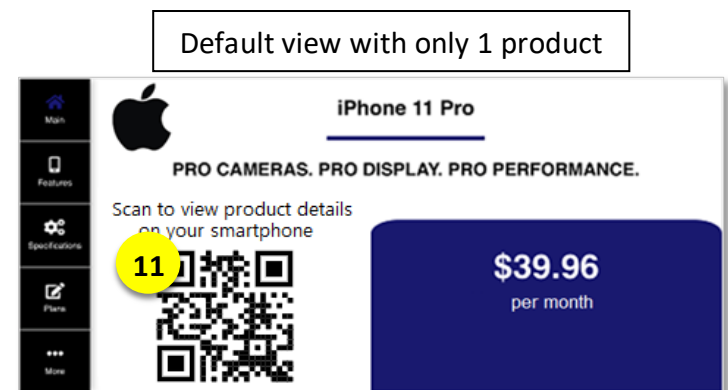 Default view with only 1 product
Main
Features
Specifications
Plans
More
iPhone 11 Pro
PRO CAMERAS. PRO DISPLAY. PRO PERFORMANCE.
Scan to view product details
on your smartphone
11
$39.96
per month